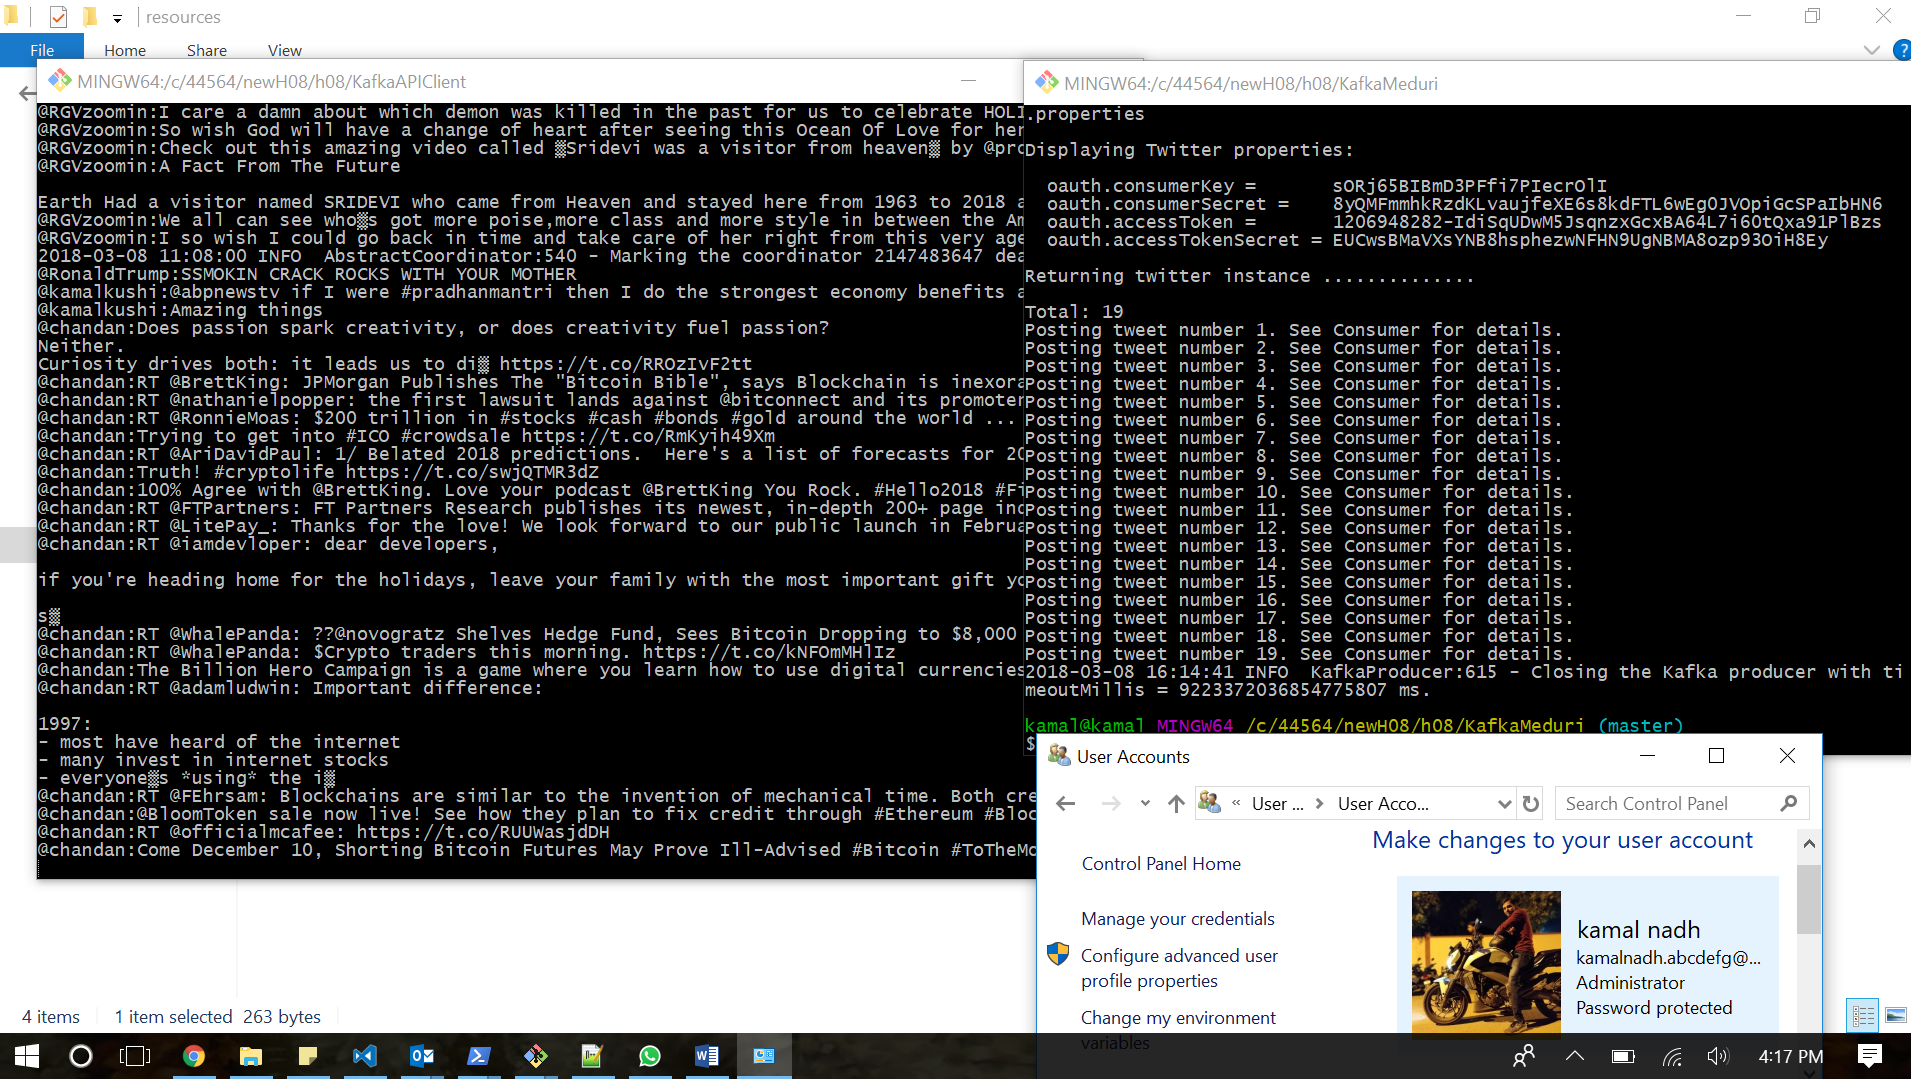 resources
File Home Share View
MINGW64:/c/44564/newH08/h08/KafkaAPIClient
@RGVzoomin:I care a damn about which demon was killed in the past for us to celebrate HOLI
@RGVzoomin:So wish God will have a change of heart after seeing this Ocean Of Love for her
@RGVzoomin:Check out this amazing video called ▒Sridevi was a visitor from heaven▒ by @pro
@RGVzoomin:A Fact From The Future
Earth Had a visitor named SRIDEVI who came from Heaven and stayed here from 1963 to 2018 a
@RGVzoomin:We all can see who▒s got more poise,more class and more style in between the Am
@RGVzoomin:I so wish I could go back in time and take care of her right from this very age
2018-03-08 11:08:00 INFO  AbstractCoordinator:540 - Marking the coordinator 2147483647 dea
@RonaldTrump:SSMOKIN CRACK ROCKS WITH YOUR MOTHER
@kamalkushi:@abpnewstv if I were #pradhanmantri then I do the strongest economy benefits a
@kamalkushi:Amazing things
@chandan:Does passion spark creativity, or does creativity fuel passion?
Neither.
Curiosity drives both: it leads us to di▒ https://t.co/RROzIvF2tt
@chandan:RT @BrettKing: JPMorgan Publishes The "Bitcoin Bible", says Blockchain is inexora
@chandan:RT @nathanielpopper: the first lawsuit lands against @bitconnect and its promoter
@chandan:RT @RonnieMoas: $200 trillion in #stocks #cash #bonds #gold around the world ...
@chandan:Trying to get into #ICO #crowdsale https://t.co/RmKyih49Xm
@chandan:RT @AriDavidPaul: 1/ Belated 2018 predictions.  Here's a list of forecasts for 20
@chandan:Truth! #cryptolife https://t.co/swjQTMR3dZ
@chandan:100% Agree with @BrettKing. Love your podcast @BrettKing You Rock. #Hello2018 #Fi
@chandan:RT @FTPartners: FT Partners Research publishes its newest, in-depth 200+ page ind
@chandan:RT @LitePay_: Thanks for the love! We look forward to our public launch in Februa
@chandan:RT @iamdevloper: dear developers,
if you're heading home for the holidays, leave your family with the most important gift yo
s▒
@chandan:RT @WhalePanda: ??@novogratz Shelves Hedge Fund, Sees Bitcoin Dropping to $8,000
@chandan:RT @WhalePanda: $Crypto traders this morning. https://t.co/kNFOmMHlIz
@chandan:The Billion Hero Campaign is a game where you learn how to use digital currencies
@chandan:RT @adamludwin: Important difference:
1997:
- most have heard of the internet
- many invest in internet stocks
- everyone▒s *using* the i▒
@chandan:RT @FEhrsam: Blockchains are similar to the invention of mechanical time. Both cre
@chandan:@BloomToken sale now live! See how they plan to fix credit through #Ethereum #Bloc
@chandan:RT @officialmcafee: https://t.co/RUUWasjdDH
@chandan:Come December 10, Shorting Bitcoin Futures May Prove Ill-Advised #Bitcoin #ToTheMo
MINGW64:/c/44564/newH08/h08/KafkaMeduri
.properties
Displaying Twitter properties:
oauth.consumerKey =
oauth.consumerSecret =
oauth.accessToken =
oauth.accessTokenSecret =
Returning twitter instance ..............
Total: 19
Posting tweet number 1. See Consumer for details.
Posting tweet number 2. See Consumer for details.
Posting tweet number 3. See Consumer for details.
Posting tweet number 4. See Consumer for details.
Posting tweet number 5. See Consumer for details.
Posting tweet number 6. See Consumer for details.
Posting tweet number 7. See Consumer for details.
Posting tweet number 8. See Consumer for details.
Posting tweet number 9. See Consumer for details.
Posting tweet number 10. See Consumer for details.
Posting tweet number 11. See Consumer for details.
Posting tweet number 12. See Consumer for details.
Posting tweet number 13. See Consumer for details.
Posting tweet number 14. See Consumer for details.
Posting tweet number 15. See Consumer for details.
Posting tweet number 16. See Consumer for details.
Posting tweet number 17. See Consumer for details.
Posting tweet number 18. See Consumer for details.
Posting tweet number 19. See Consumer for details.
2018-03-08 16:14:41 INFO  KafkaProducer:615 - Closing the Kafka producer with ti
meoutMillis = 9223372036854775807 ms.
kamal@kamal MINGW64 /c/44564/newH08/h08/KafkaMeduri (master)
$
User Accounts
« User ... > User Acco...
Search Control Panel
Make changes to your user account
Control Panel Home
Manage your credentials
Configure advanced user
profile properties
Change my environment
variables
kamal nadh
kamalnadh.abcdefg@...
Administrator
Password protected
4 items 1 item selected 263 bytes
4:17 PM